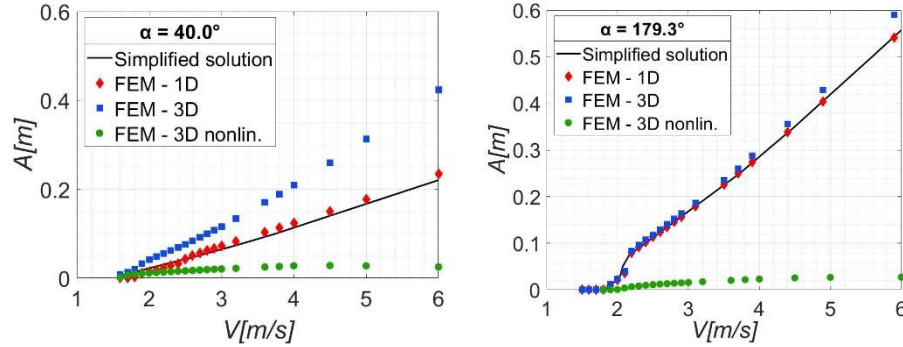 α = 40.0°
Simplified solution
FEM - 1D
FEM - 3D
FEM - 3D nonlin.
A[m]
0.6
0.4
0.2
0
1 2 3 4 5 6
V[m/s]
α = 179.3°
Simplified solution
FEM - 1D
FEM - 3D
FEM - 3D nonlin.
A[m]
0.6
0.5
0.4
0.3
0.2
0.1
0
1 2 3 4 5 6
V[m/s]